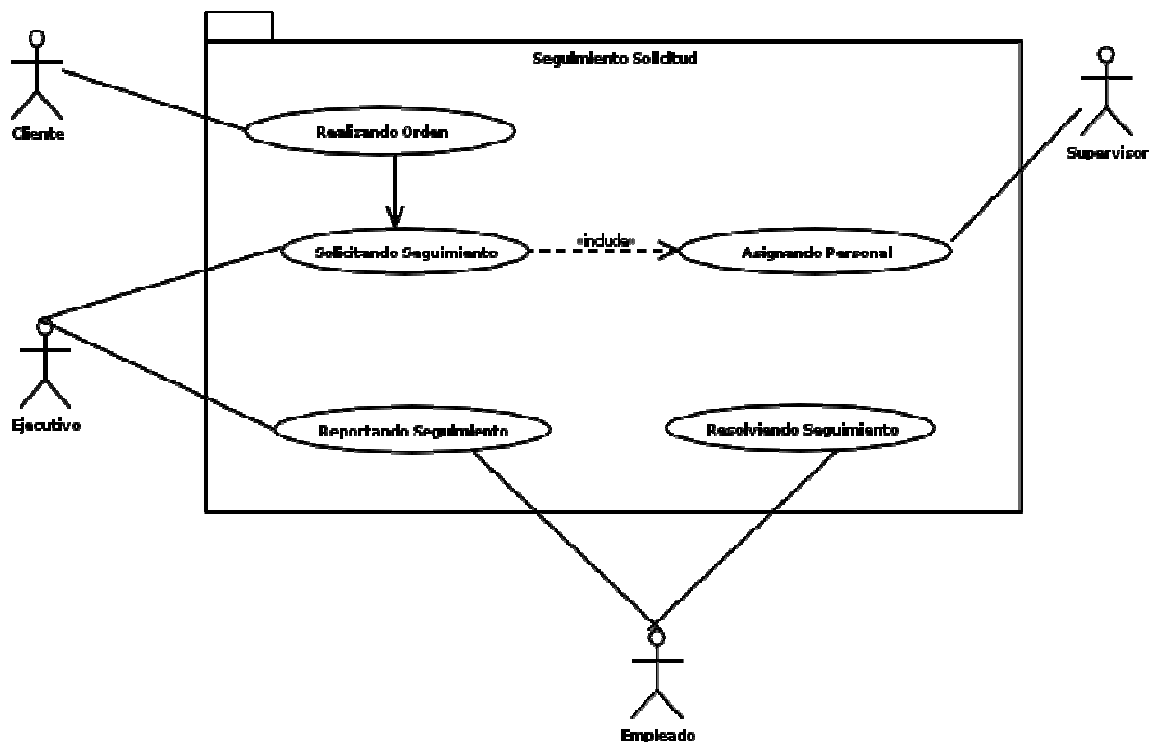 Seguimiento Solicitud
Cliente
Realizando Orden
Supervisor
Solicitando Seguimiento
«include»
Asignando Personal
Ejecutivo
Reportando Seguimiento
Resolviendo Seguimiento
Empleado